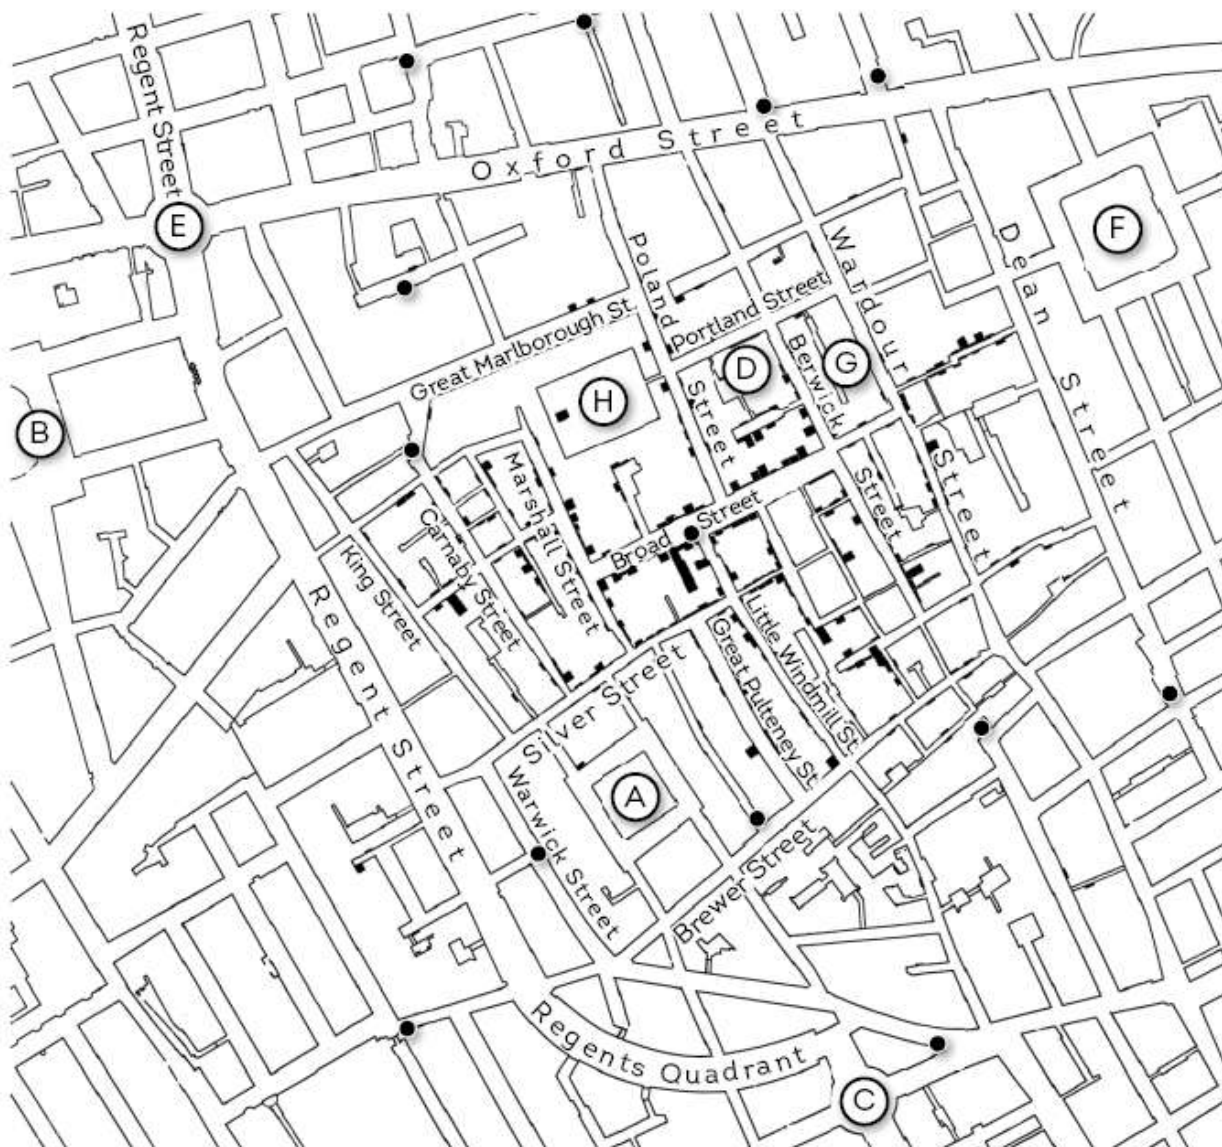 Regent Street
Oxford Street
E
F
Poland
Street
Wardour
Street
Dean
Street
Great Marlborough St.
Portland Street
D
G
Berwick
Street
B
H
Marshall Street
Carnaby Street
King Street
Broad
Street
Regent Street
Little Windmill St.
Great Pulteney St.
Silver Street
A
Warwick Street
Brewer Street
Regents Quadrant
C